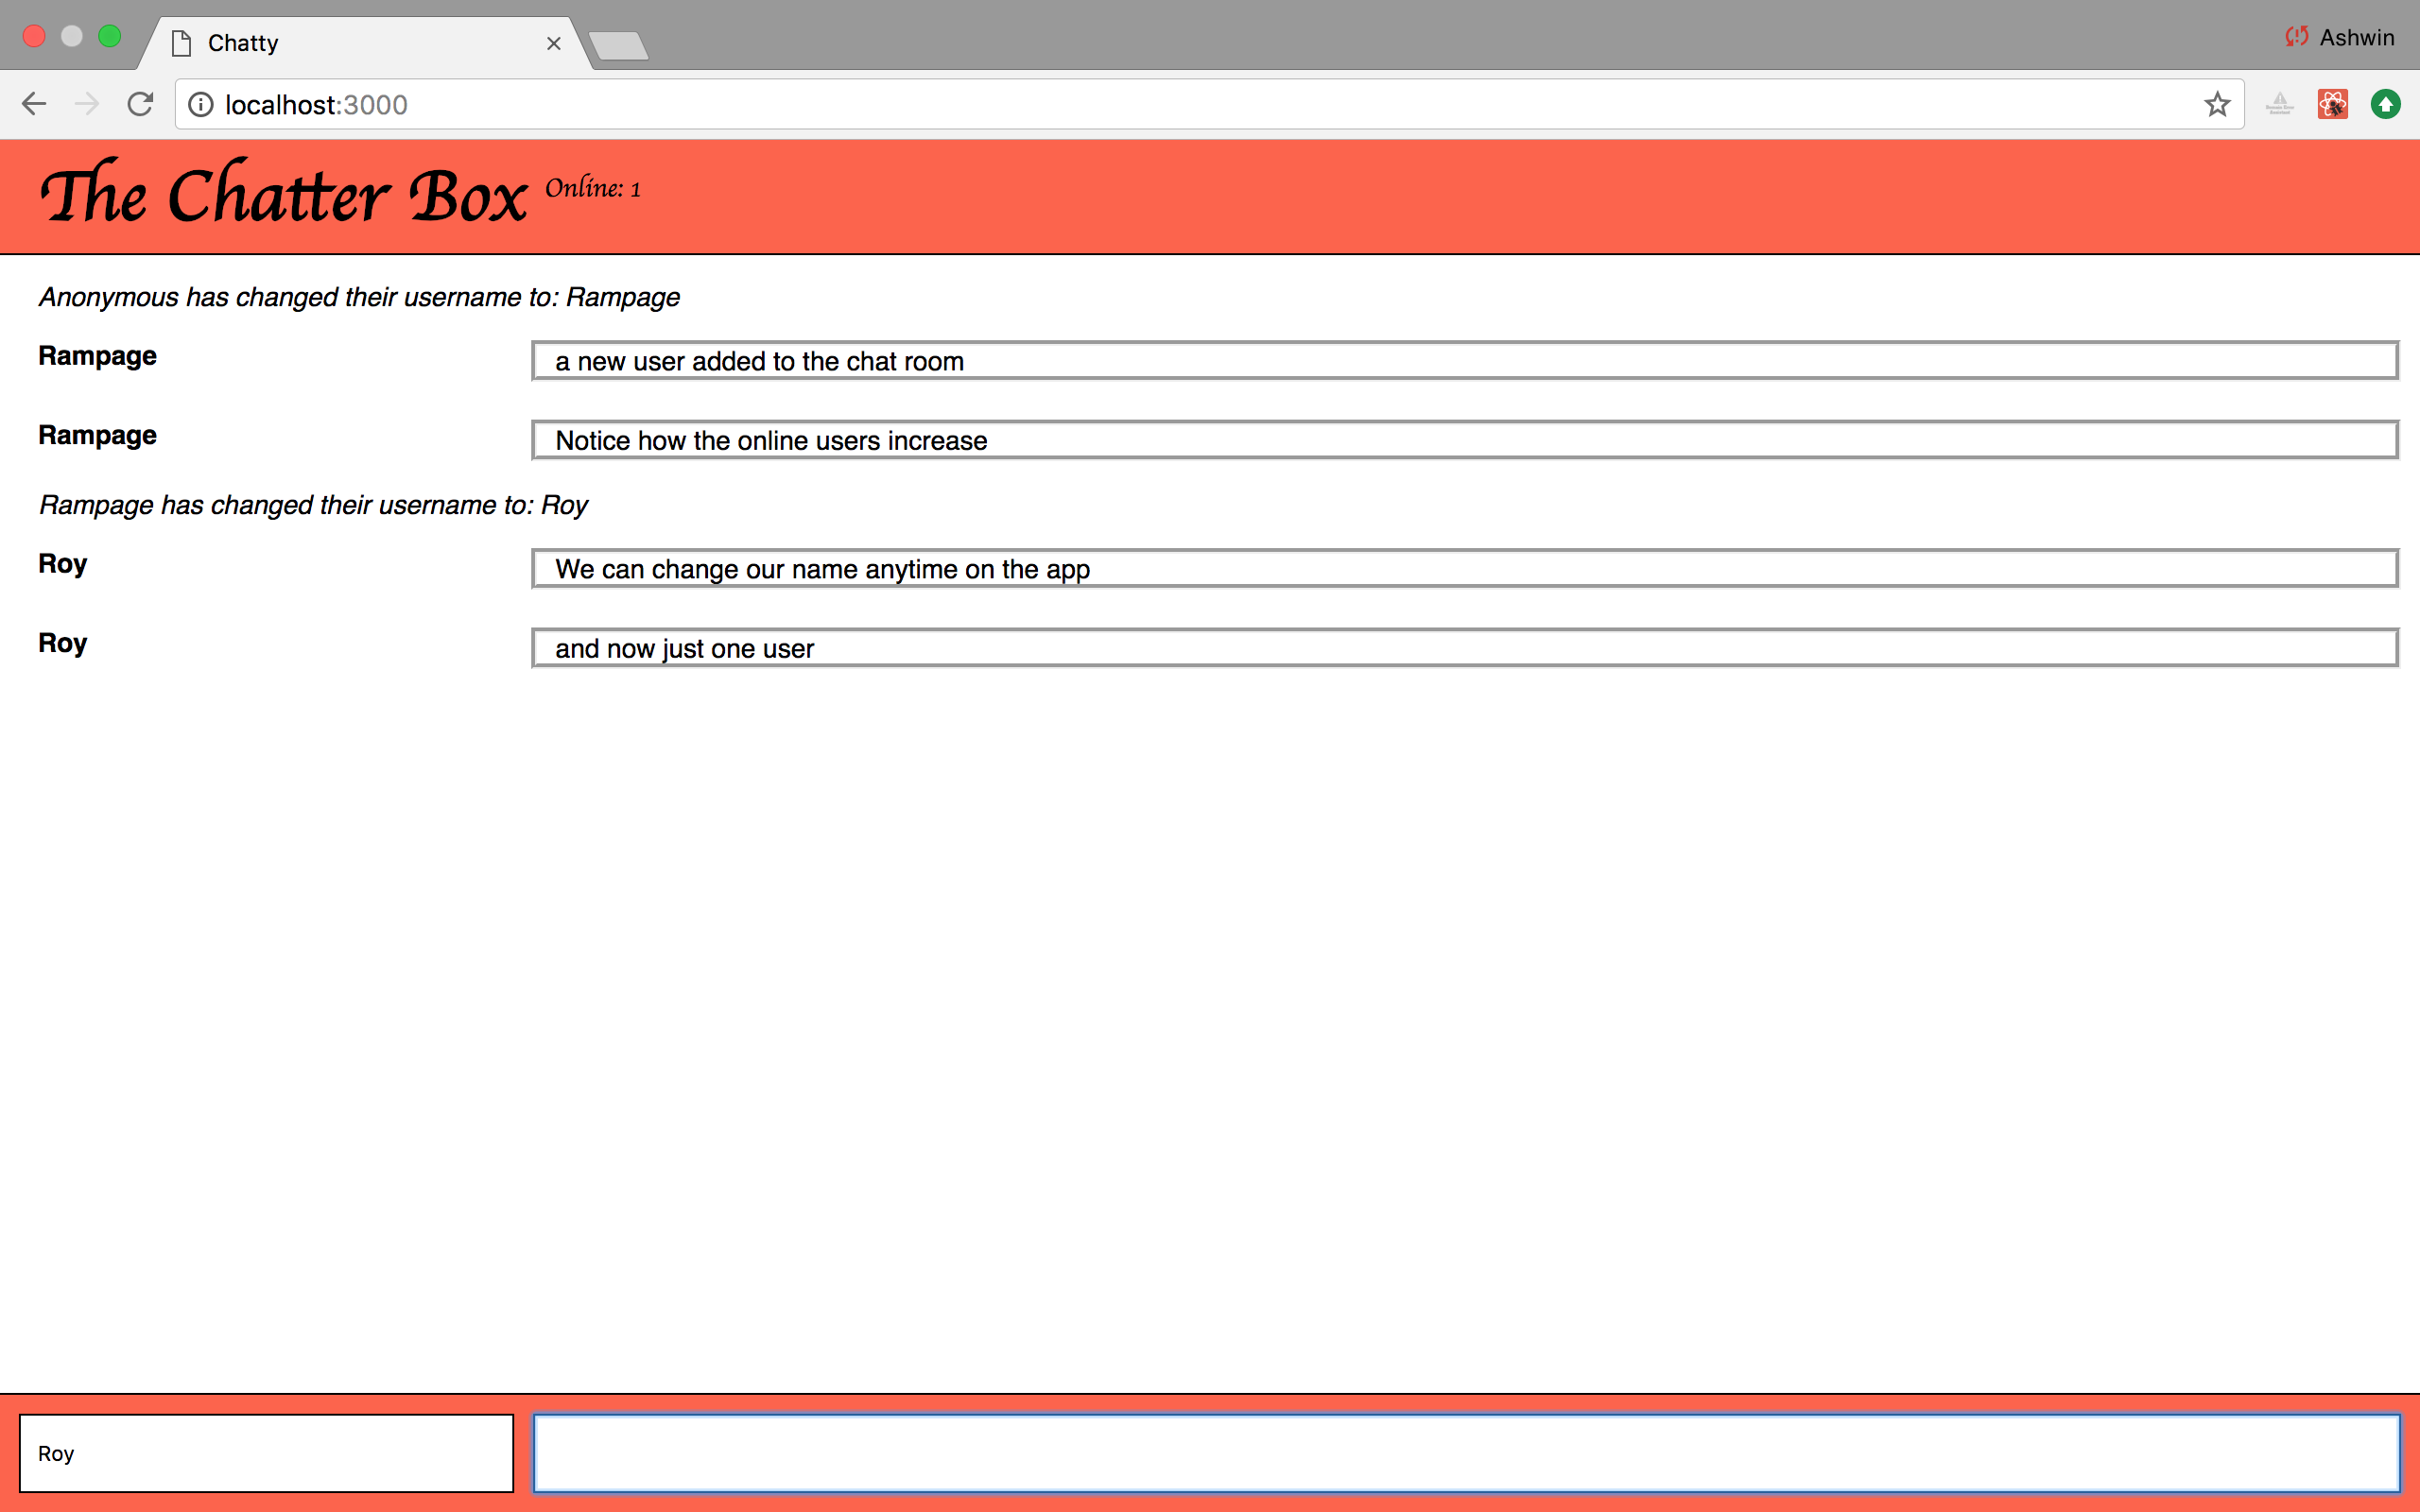 Chatty
Ashwin
localhost:3000
The Chatter Box Online: 1
Anonymous has changed their username to: Rampage
Rampage a new user added to the chat room
Rampage Notice how the online users increase
Rampage has changed their username to: Roy
Roy We can change our name anytime on the app
Roy and now just one user
Roy